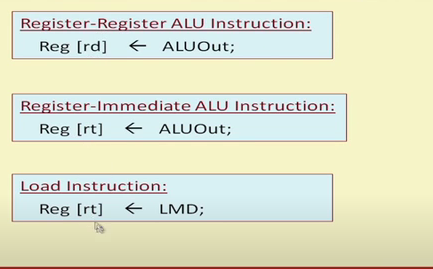 Register-Register ALU Instruction:
Reg [rd] ← ALUOut;
Register-Immediate ALU Instruction:
Reg [rt] ← ALUOut;
Load Instruction:
Reg [rt] ← LMD;